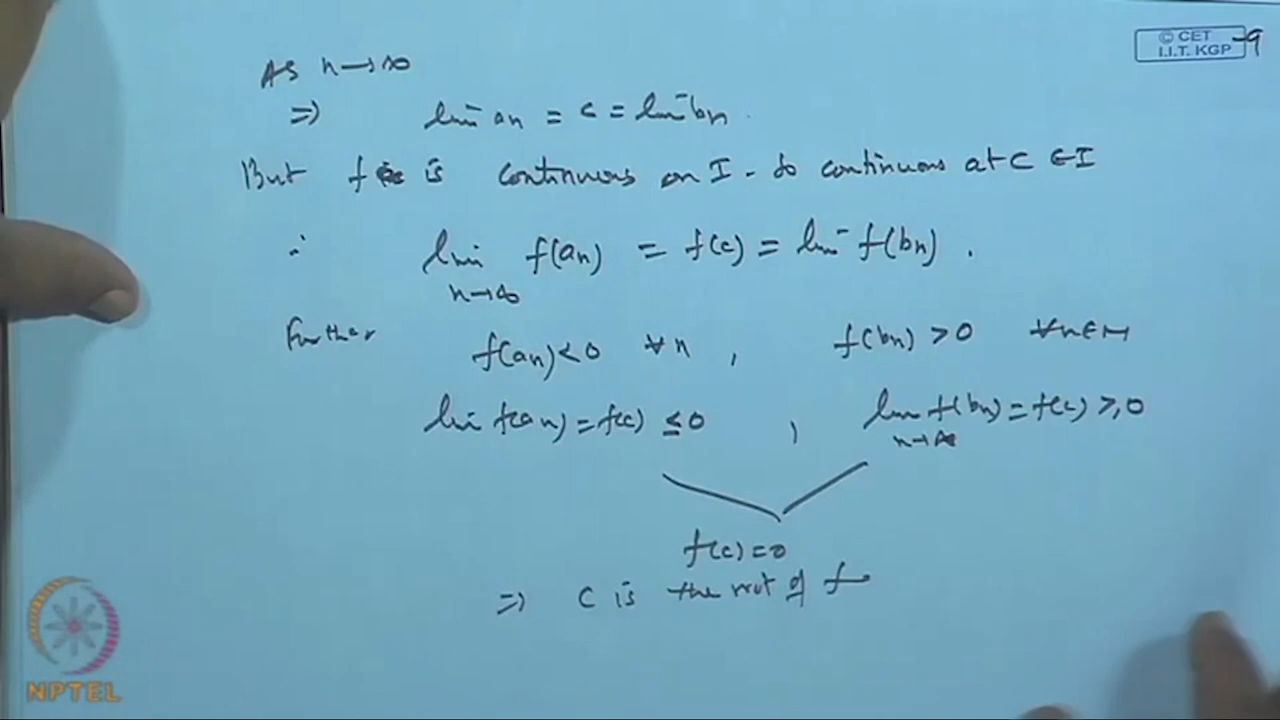 © CET
I.I.T. KGP
-9
As n→∞
⇒ lim an = c = lim bn.
But f is continuous on I - so continuous at C ∈ I
∴ lim f(an) = f(c) = lim f(bn).
n→∞
Further f(an)<0 ∀n, f(bn) >0 ∀n∈N
lim f(an) = f(c) ≤0, lim f(bn) = f(c) ≥0
n→∞
f(c)=0
⇒ C is the root of f
NPTEL